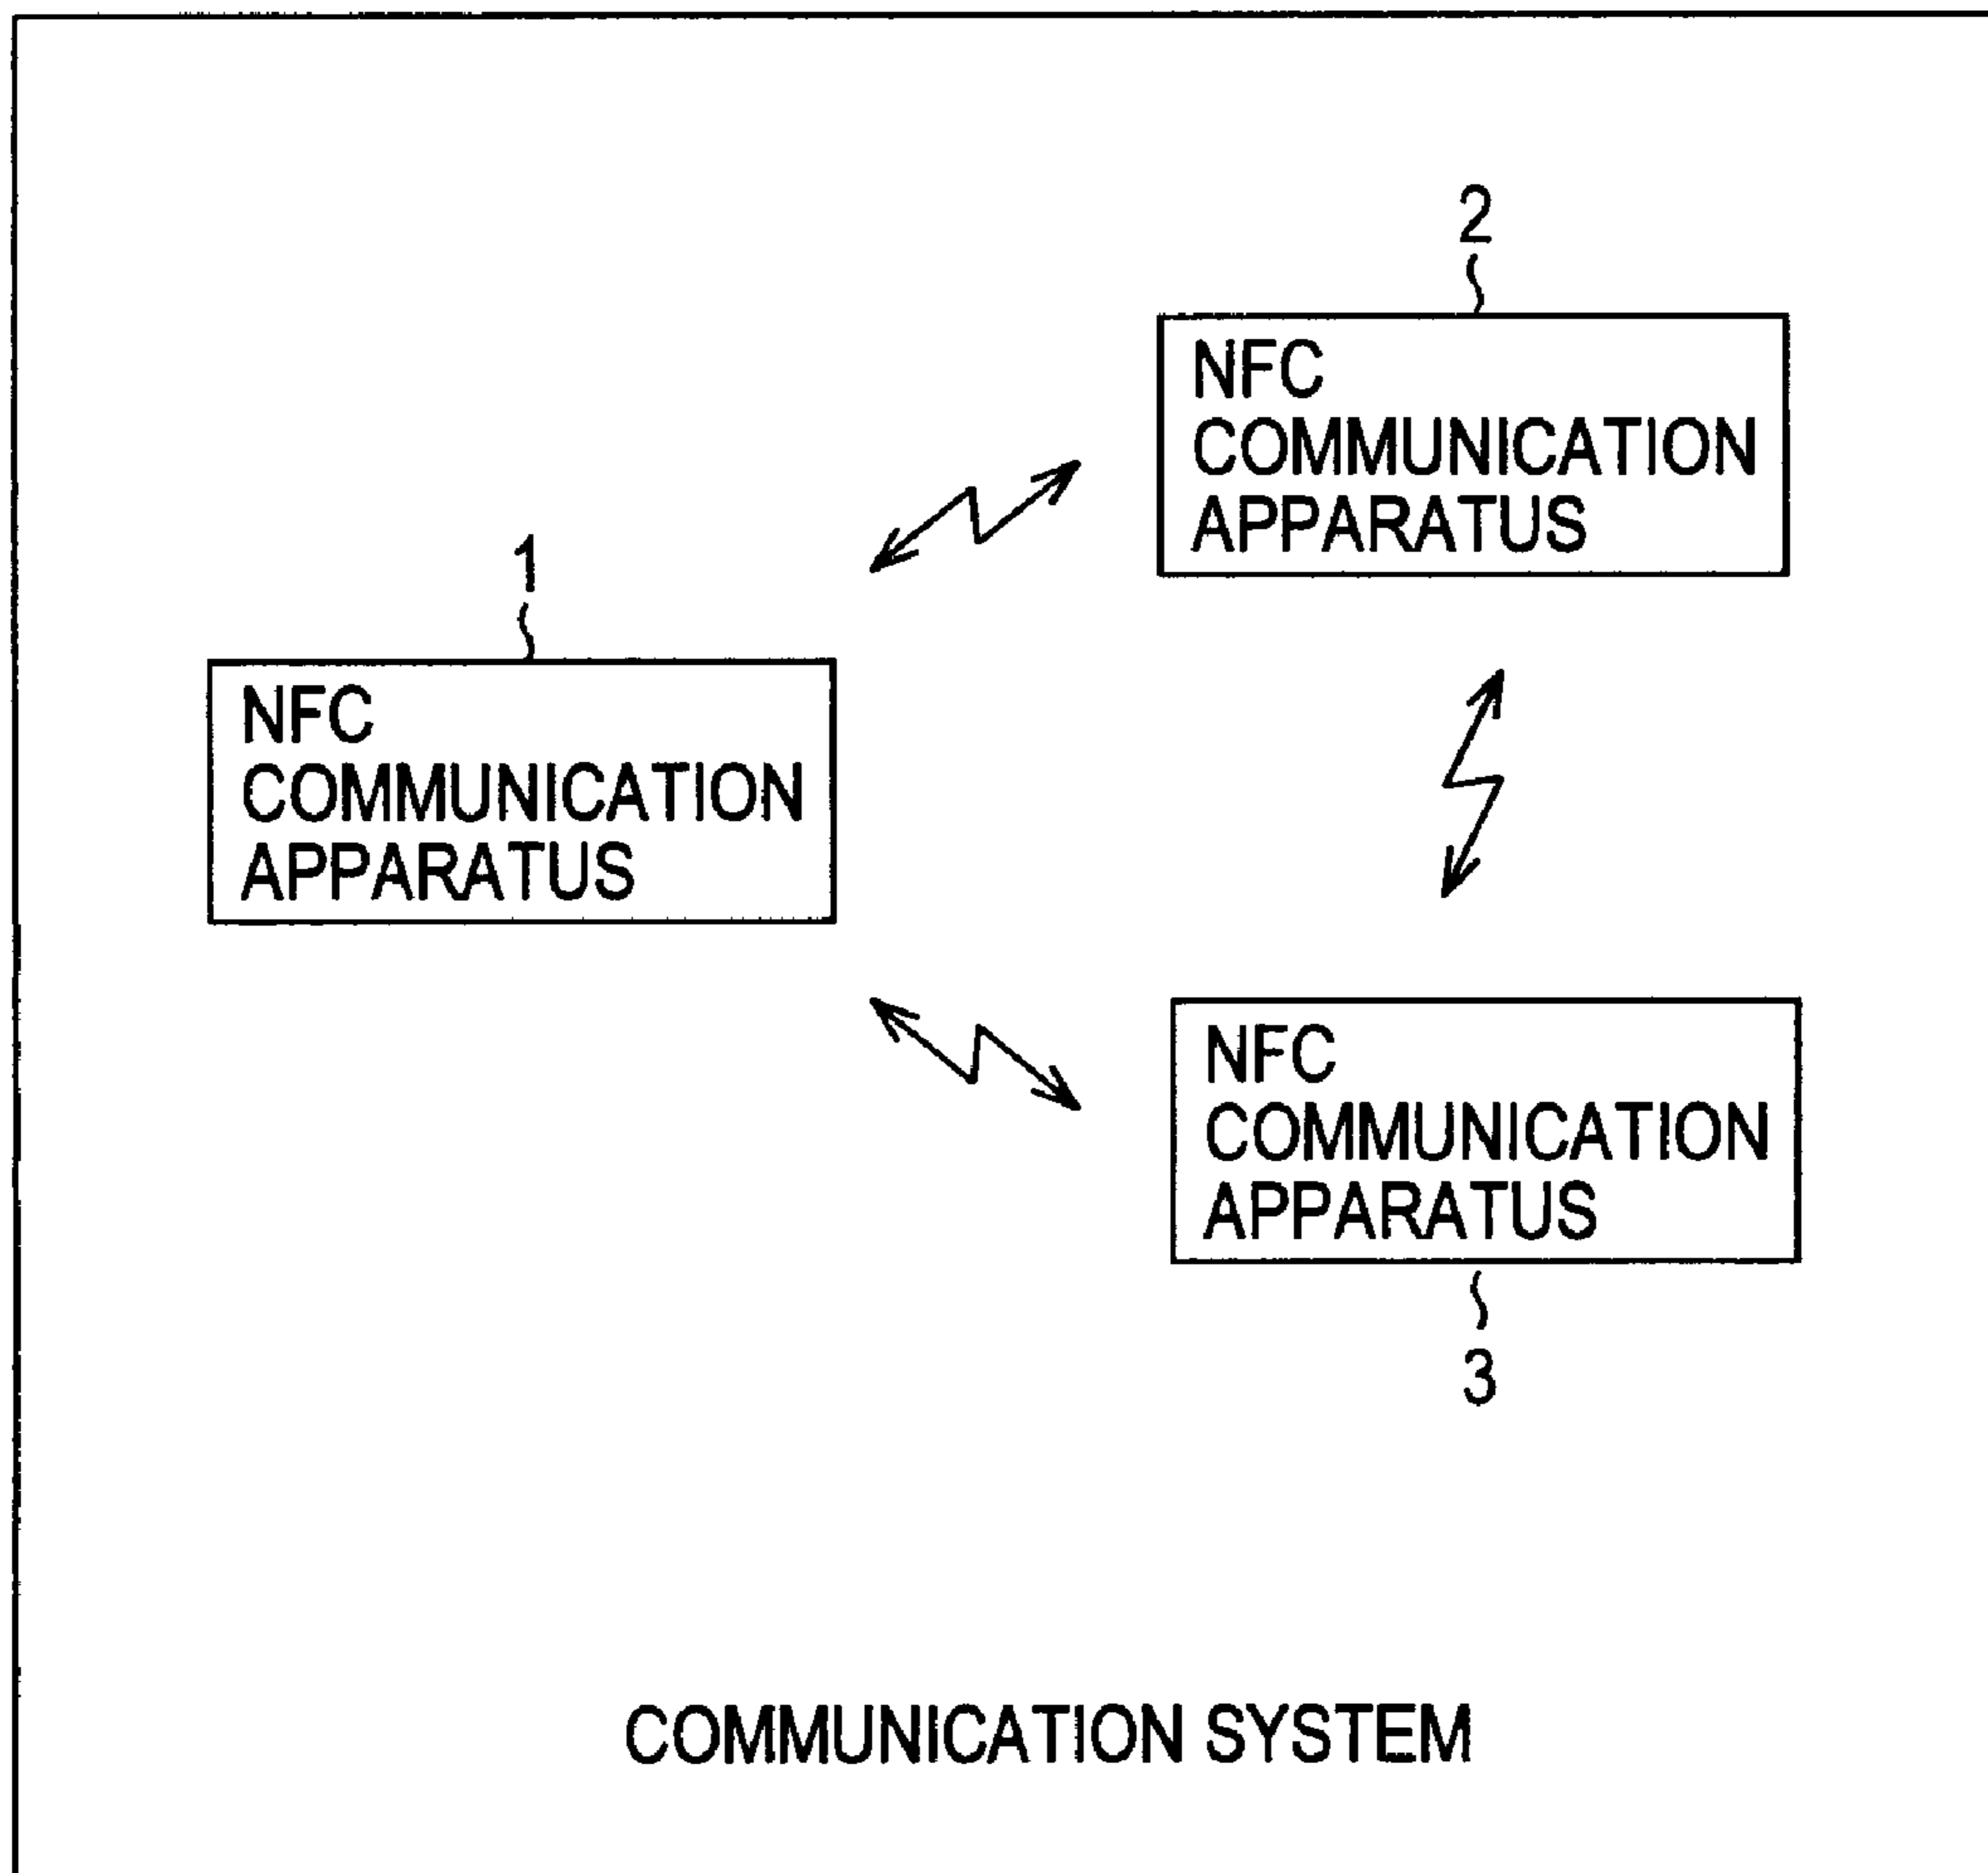 2
NFC
COMMUNICATION
APPARATUS
1
NFC
COMMUNICATION
APPARATUS
NFC
COMMUNICATION
APPARATUS
3
COMMUNICATION SYSTEM